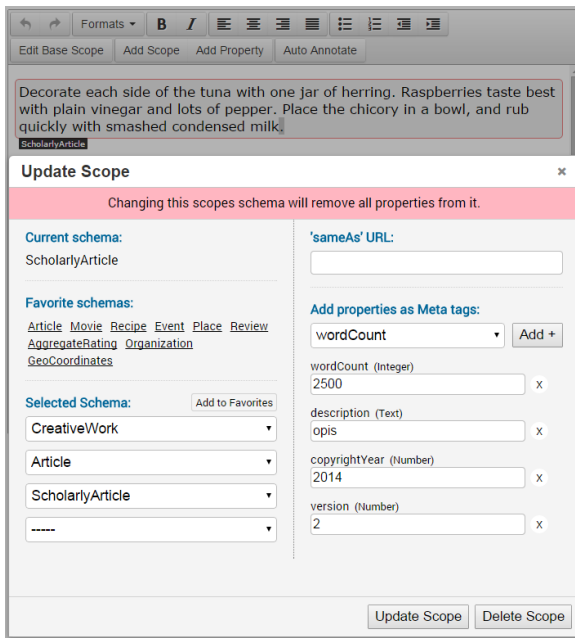 Formats
B I
Edit Base Scope Add Scope Add Property Auto Annotate
Decorate each side of the tuna with one jar of herring. Raspberries taste best
with plain vinegar and lots of pepper. Place the chicory in a bowl, and rub
quickly with smashed condensed milk.
ScholarlyArticle
Update Scope ×
Changing this scopes schema will remove all properties from it.
Current schema:
ScholarlyArticle
Favorite schemas:
Article Movie Recipe Event Place Review
AggregateRating Organization
GeoCoordinates
Selected Schema: Add to Favorites
CreativeWork
Article
ScholarlyArticle
-----
'sameAs' URL:
Add properties as Meta tags:
wordCount Add +
wordCount (Integer)
2500 x
description (Text)
opis x
copyrightYear (Number)
2014 x
version (Number)
2 x
Update Scope Delete Scope